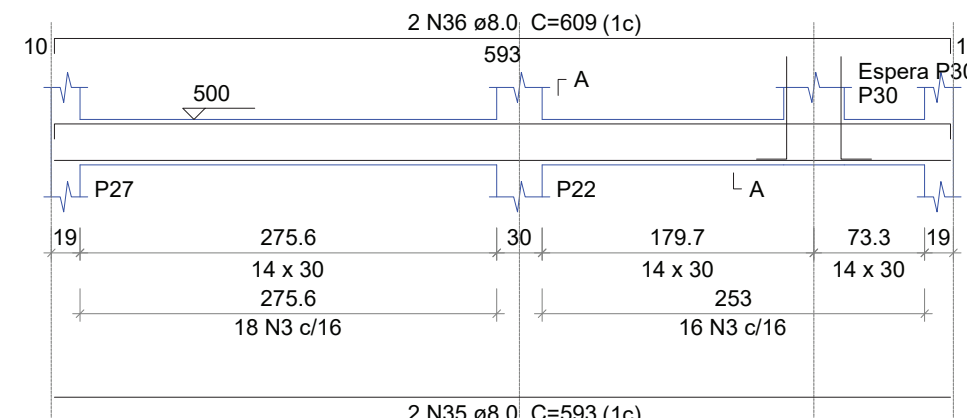 2 N36 ø8.0 C=609 (1c)
10
593
1
A
Espera P30
P30
500
P27
P22
A
19 275.6 30 179.7 73.3 19
14 x 30 14 x 30 14 x 30
275.6 253
18 N3 c/16 16 N3 c/16
2 N35 ø8.0 C=593 (1c)